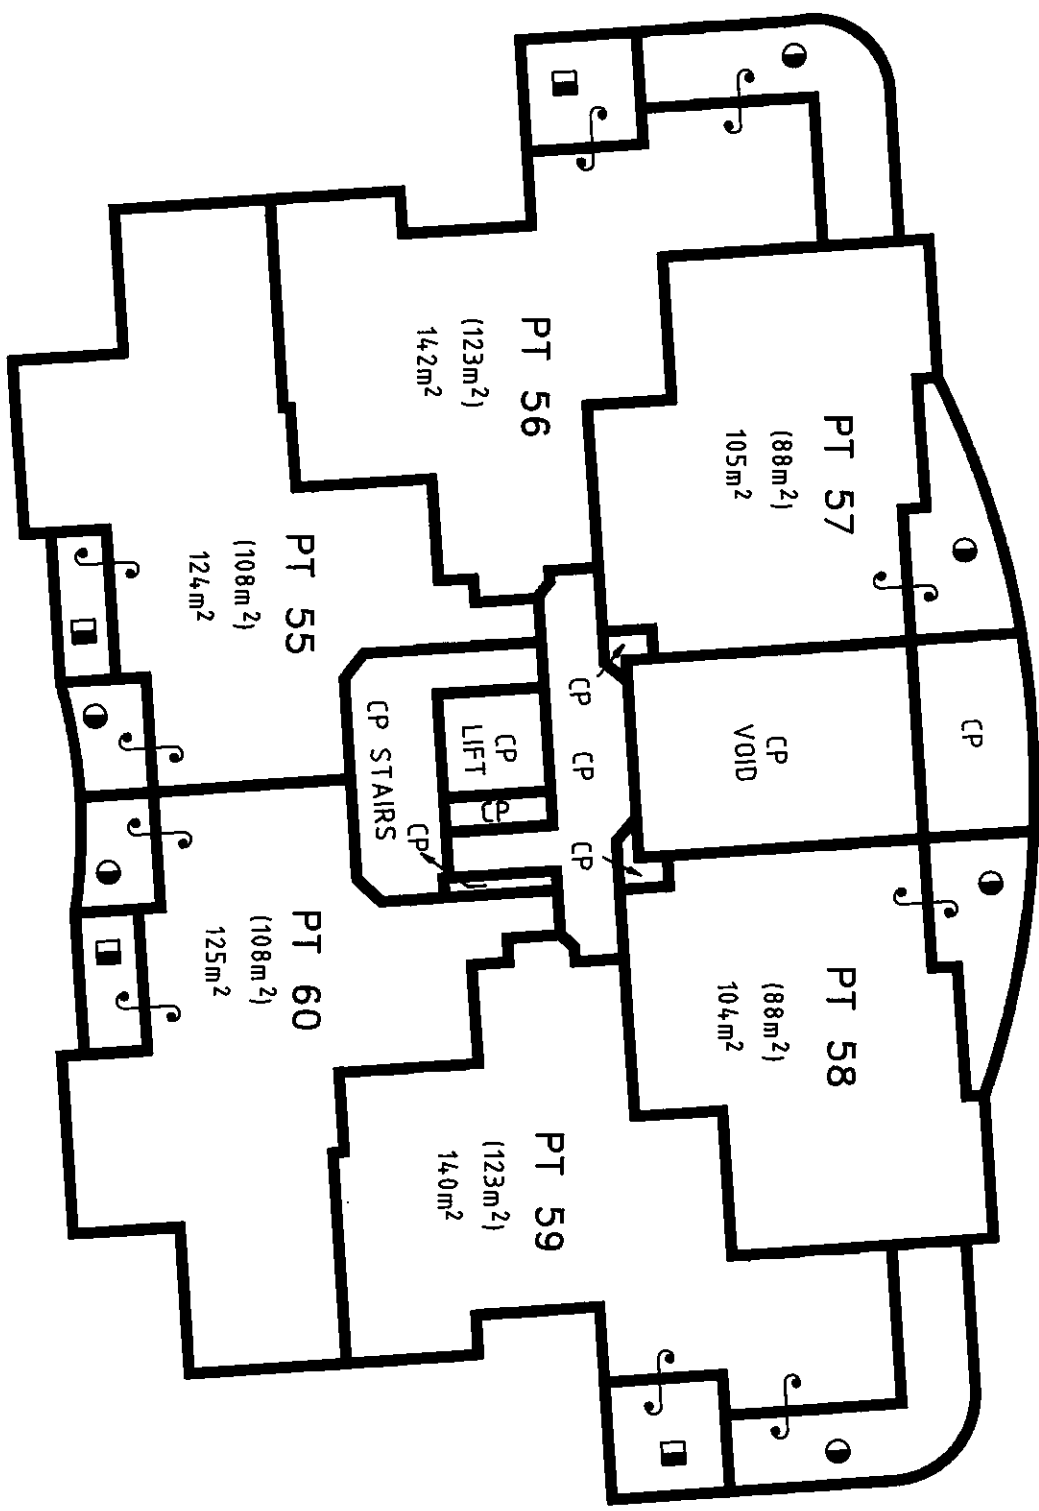 PT 56
(123m²)
142m²
PT 57
(88m²)
105m²
PT 55
(108m²)
124m²
CP
CP
CP
CP
VOID
CP
CP
LIFT
CP
CP STAIRS
CP
CP
PT 60
(108m²)
125m²
PT 58
(88m²)
104m²
PT 59
(123m²)
140m²